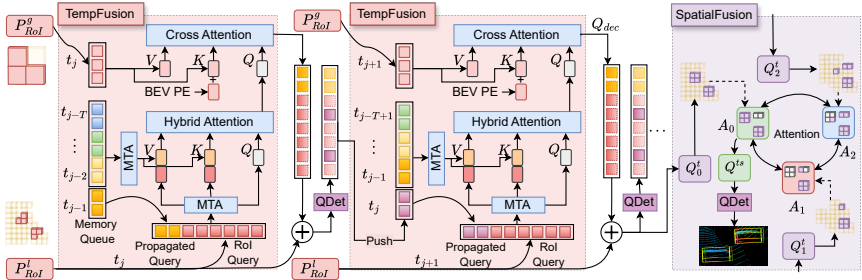 P^g_RoI
TempFusion
t_j
Cross Attention
V
K
Q
BEV PE
t_{j-T}
t_{j-2}
t_{j-1}
Memory
Queue
MTA
Hybrid Attention
V
K
Q
MTA
Propagated
Query
RoI
Query
P^l_RoI
t_j
QDet
P^g_RoI
TempFusion
t_{j+1}
Cross Attention
Q_dec
V
K
Q
BEV PE
t_{j-T+1}
t_{j-1}
t_j
Push
MTA
Hybrid Attention
V
K
Q
MTA
Propagated
Query
RoI
Query
P^l_RoI
t_{j+1}
QDet
SpatialFusion
Q^t_2
A_0
Attention
A_2
Q^t_0
Q^{ts}
A_1
QDet
Q^t_1